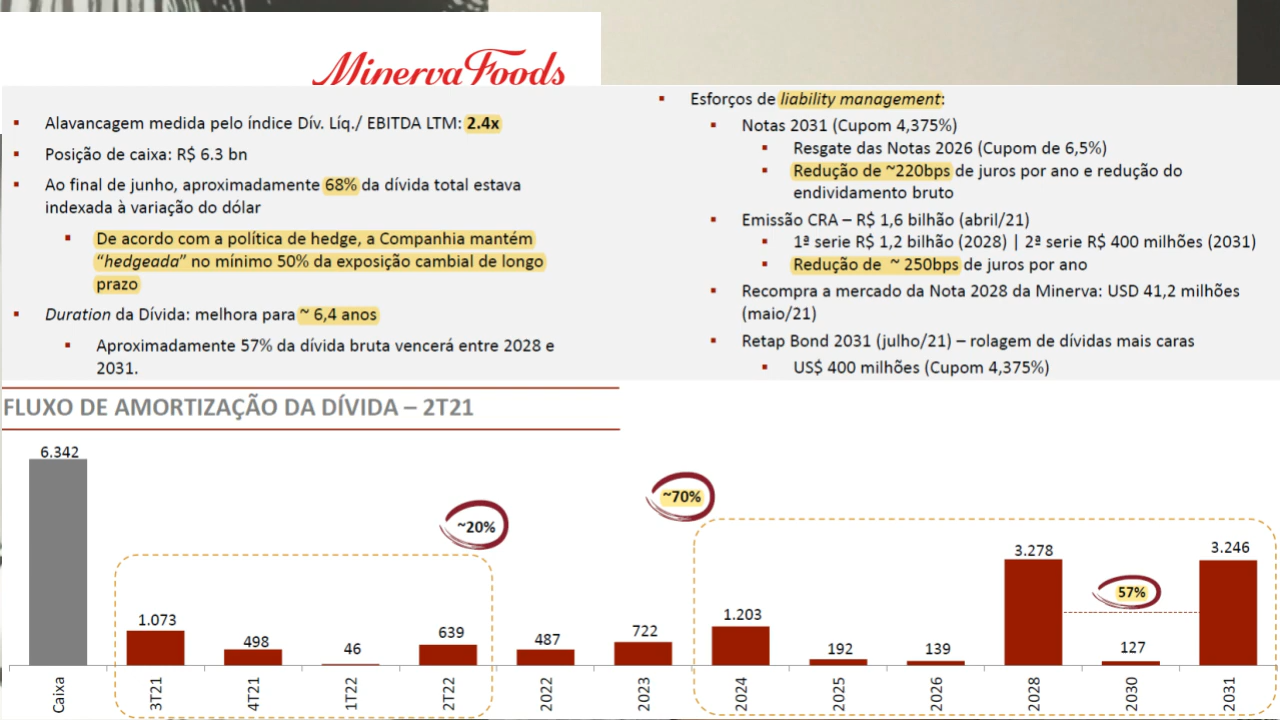 Minerva Foods
Alavancagem medida pelo índice Dív. Líq./ EBITDA LTM: 2.4x
Posição de caixa: R$ 6.3 bn
Ao final de junho, aproximadamente 68% da dívida total estava
indexada à variação do dólar
De acordo com a política de hedge, a Companhia mantém
“hedgeada” no mínimo 50% da exposição cambial de longo
prazo
Duration da Dívida: melhora para ~ 6,4 anos
Aproximadamente 57% da dívida bruta vencerá entre 2028 e
2031.
Esforços de liability management:
Notas 2031 (Cupom 4,375%)
Resgate das Notas 2026 (Cupom de 6,5%)
Redução de ~220bps de juros por ano e redução do
endividamento bruto
Emissão CRA – R$ 1,6 bilhão (abril/21)
1ª serie R$ 1,2 bilhão (2028) | 2ª serie R$ 400 milhões (2031)
Redução de ~ 250bps de juros por ano
Recompra a mercado da Nota 2028 da Minerva: USD 41,2 milhões
(maio/21)
Retap Bond 2031 (julho/21) – rolagem de dívidas mais caras
US$ 400 milhões (Cupom 4,375%)
FLUXO DE AMORTIZAÇÃO DA DÍVIDA – 2T21
6.342
~20%
~70%
1.073
498
46
639
487
722
1.203
192
139
3.278
57%
127
3.246
Caixa
3T21
4T21
1T22
2T22
2022
2023
2024
2025
2026
2028
2030
2031